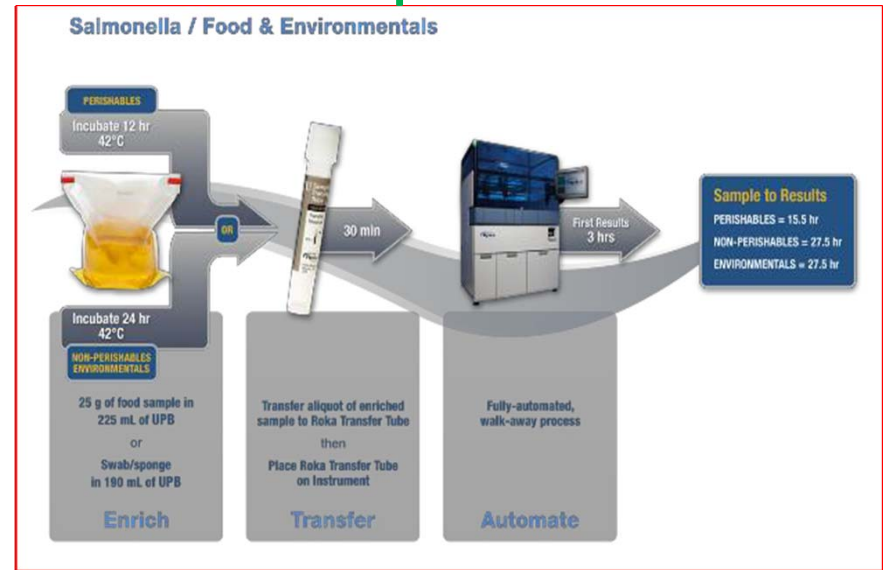 Salmonella / Food & Environmentals
PERISHABLES
Incubate 12 hr
42°C
OR
Incubate 24 hr
42°C
NON-PERISHABLES
ENVIRONMENTALS
30 min
First Results
3 hrs
Sample to Results
PERISHABLES = 15.5 hr
NON-PERISHABLES = 27.5 hr
ENVIRONMENTALS = 27.5 hr
25 g of food sample in
225 mL of UPB
or
Swab/sponge
in 190 mL of UPB
Enrich
Transfer aliquot of enriched
sample to Roka Transfer Tube
then
Place Roka Transfer Tube
on Instrument
Transfer
Fully-automated,
walk-away process
Automate